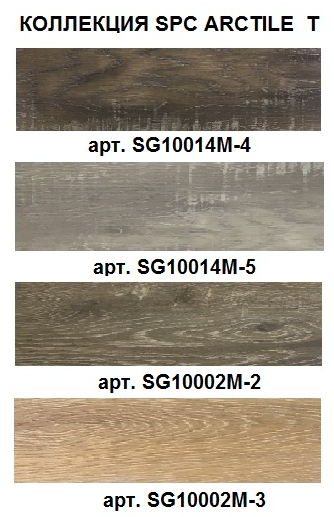 КОЛЛЕКЦИЯ SPC ARCTILE T
арт. SG10014M-4
арт. SG10014M-5
арт. SG10002M-2
арт. SG10002M-3